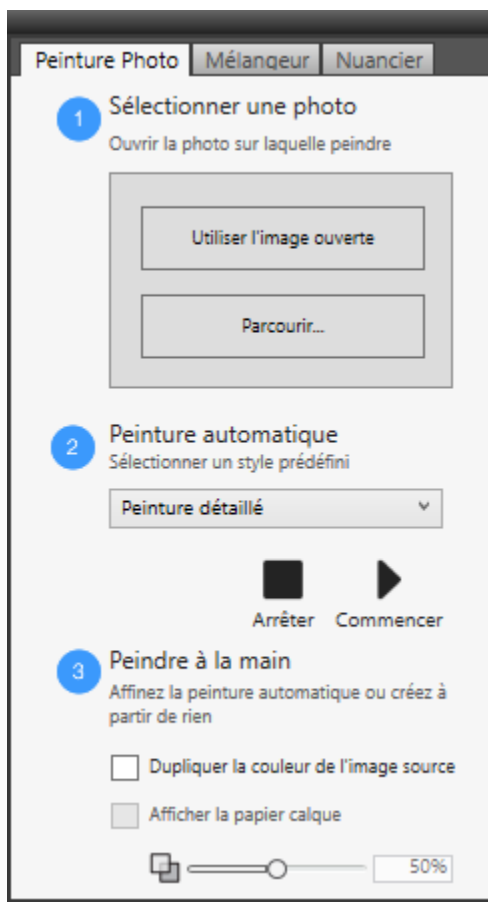 Peinture Photo Mélangeur Nuancier
1 Sélectionner une photo
Ouvrir la photo sur laquelle peindre
Utiliser l'image ouverte
Parcourir...
2 Peinture automatique
Sélectionner un style prédéfini
Peinture détaillé
Arrêter Commencer
3 Peindre à la main
Affinez la peinture automatique ou créez à
partir de rien
Dupliquer la couleur de l'image source
Afficher la papier calque
50%